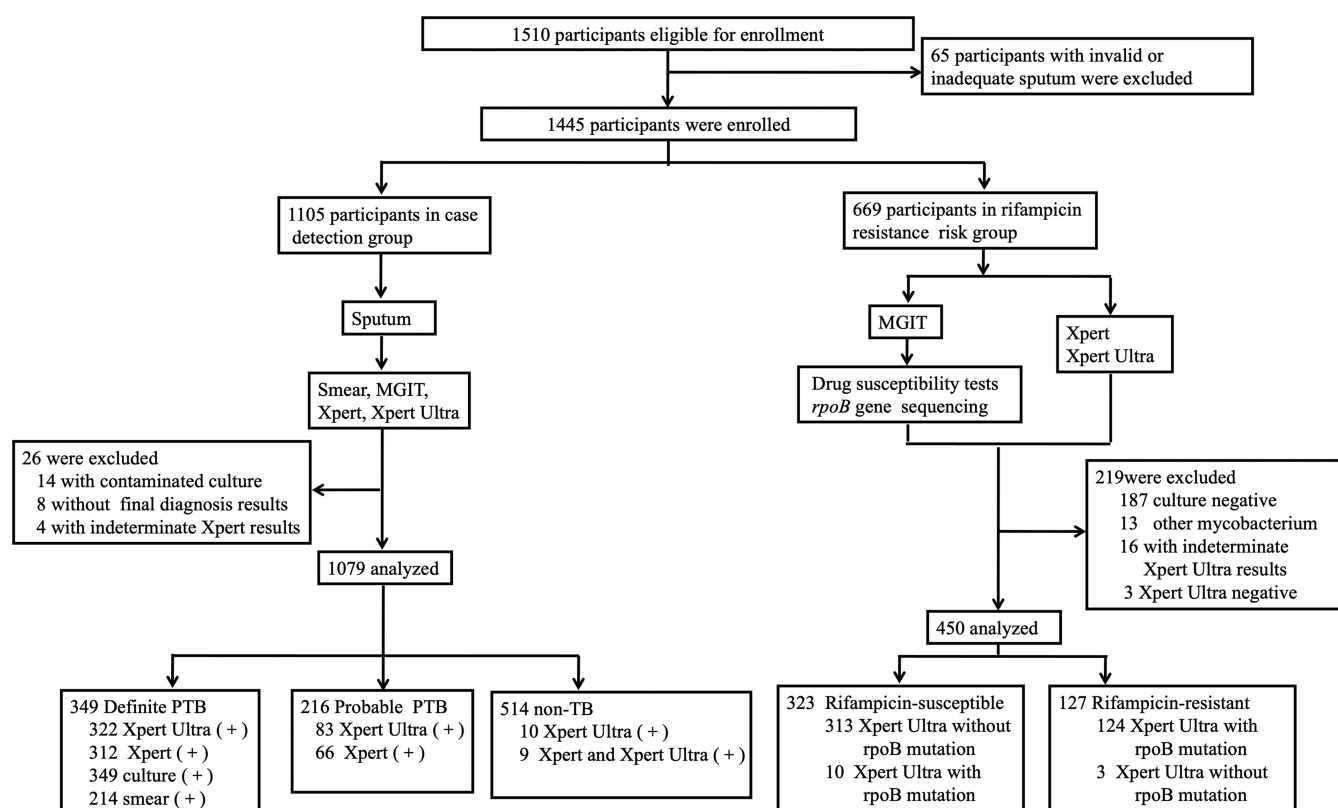 1510 participants eligible for enrollment
65 participants with invalid or
inadequate sputum were excluded
1445 participants were enrolled
1105 participants in case
detection group
669 participants in rifampicin
resistance risk group
Sputum
MGIT
Xpert
Xpert Ultra
Smear, MGIT,
Xpert, Xpert Ultra
Drug susceptibility tests
rpoB gene sequencing
26 were excluded
14 with contaminated culture
8 without final diagnosis results
4 with indeterminate Xpert results
219were excluded
187 culture negative
13 other mycobacterium
16 with indeterminate
Xpert Ultra results
3 Xpert Ultra negative
1079 analyzed
450 analyzed
349 Definite PTB
322 Xpert Ultra ( + )
312 Xpert ( + )
349 culture ( + )
214 smear ( + )
216 Probable PTB
83 Xpert Ultra ( + )
66 Xpert ( + )
514 non-TB
10 Xpert Ultra ( + )
9 Xpert and Xpert Ultra ( + )
323 Rifampicin-susceptible
313 Xpert Ultra without
rpoB mutation
10 Xpert Ultra with
rpoB mutation
127 Rifampicin-resistant
124 Xpert Ultra with
rpoB mutation
3 Xpert Ultra without
rpoB mutation